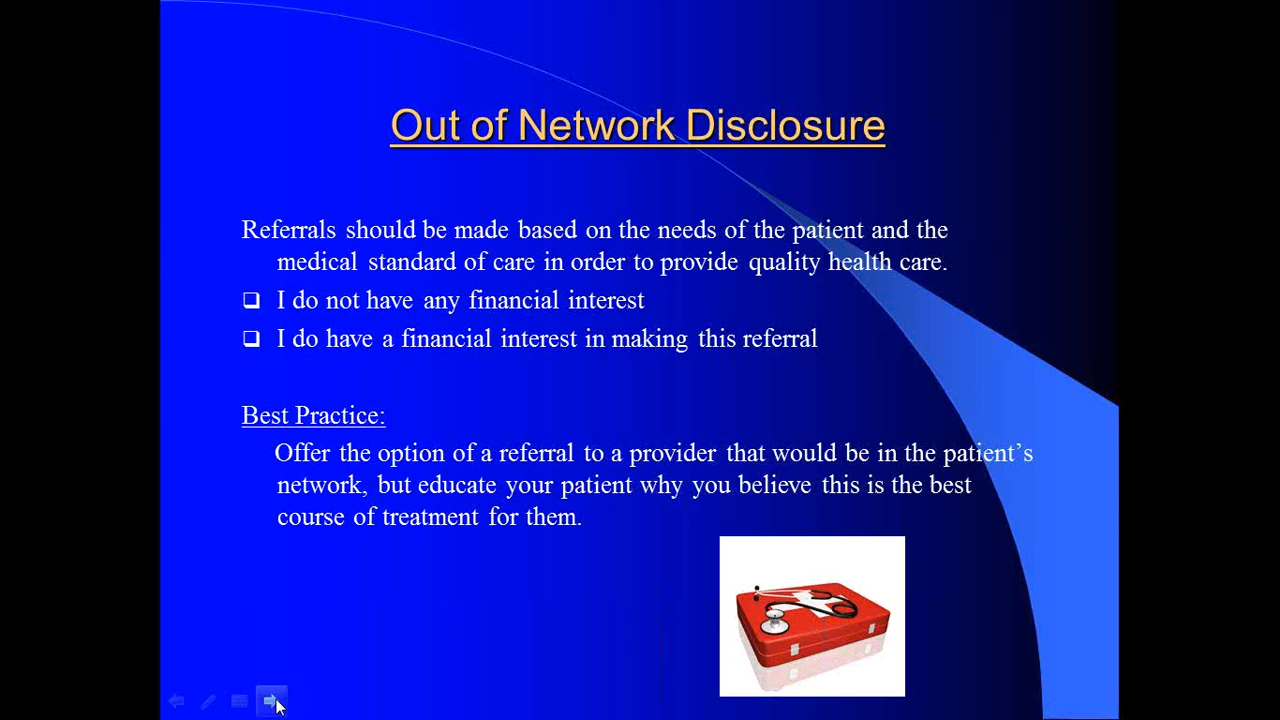 Out of Network Disclosure
Referrals should be made based on the needs of the patient and the
medical standard of care in order to provide quality health care.
❑ I do not have any financial interest
❑ I do have a financial interest in making this referral
Best Practice:
Offer the option of a referral to a provider that would be in the patient’s
network, but educate your patient why you believe this is the best
course of treatment for them.